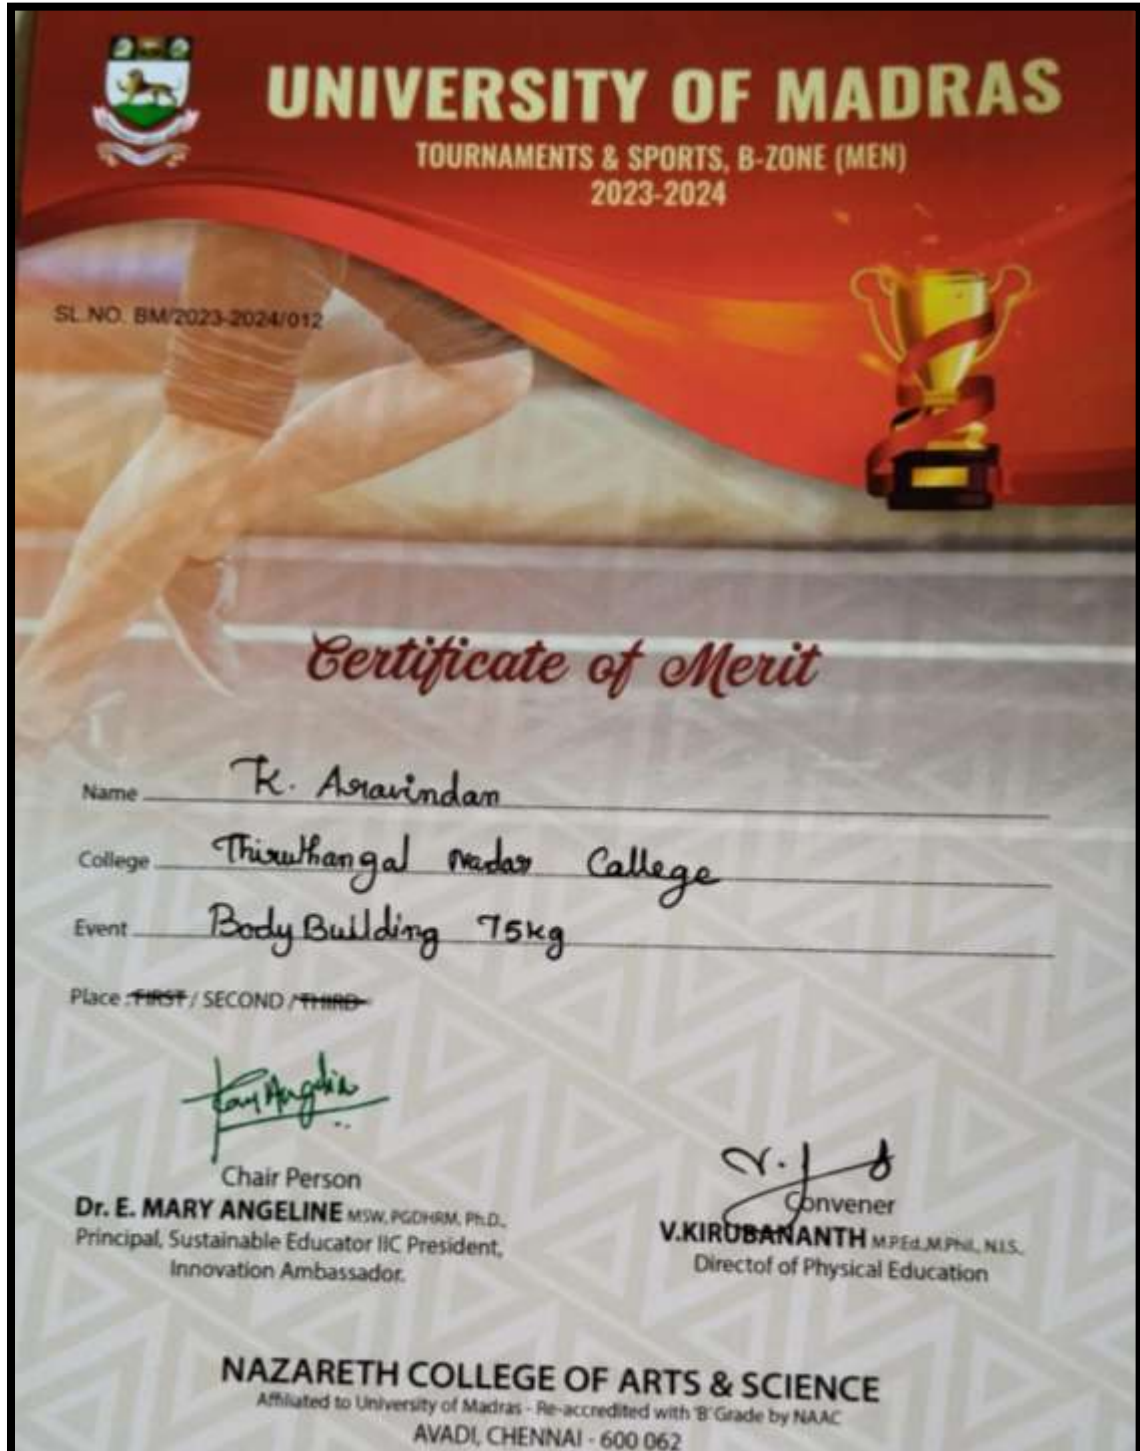 UNIVERSITY OF MADRAS
TOURNAMENTS & SPORTS, B-ZONE (MEN)
2023-2024
SL.NO. BM/2023-2024/012
Certificate of Merit
Name K. Aravindan
College Thiruthangal Nadar College
Event Body Building 75kg
Place : FIRST / SECOND / THIRD
Chair Person
Dr. E. MARY ANGELINE MSW, PGDHRM, Ph.D.,
Principal, Sustainable Educator IIC President,
Innovation Ambassador.
Convener
V.KIRUBANANTH M.P.Ed.,M.Phil., N.I.S.,
Directof of Physical Education
NAZARETH COLLEGE OF ARTS & SCIENCE
Affiliated to University of Madras - Re-accredited with 'B' Grade by NAAC
AVADI, CHENNAI - 600 062